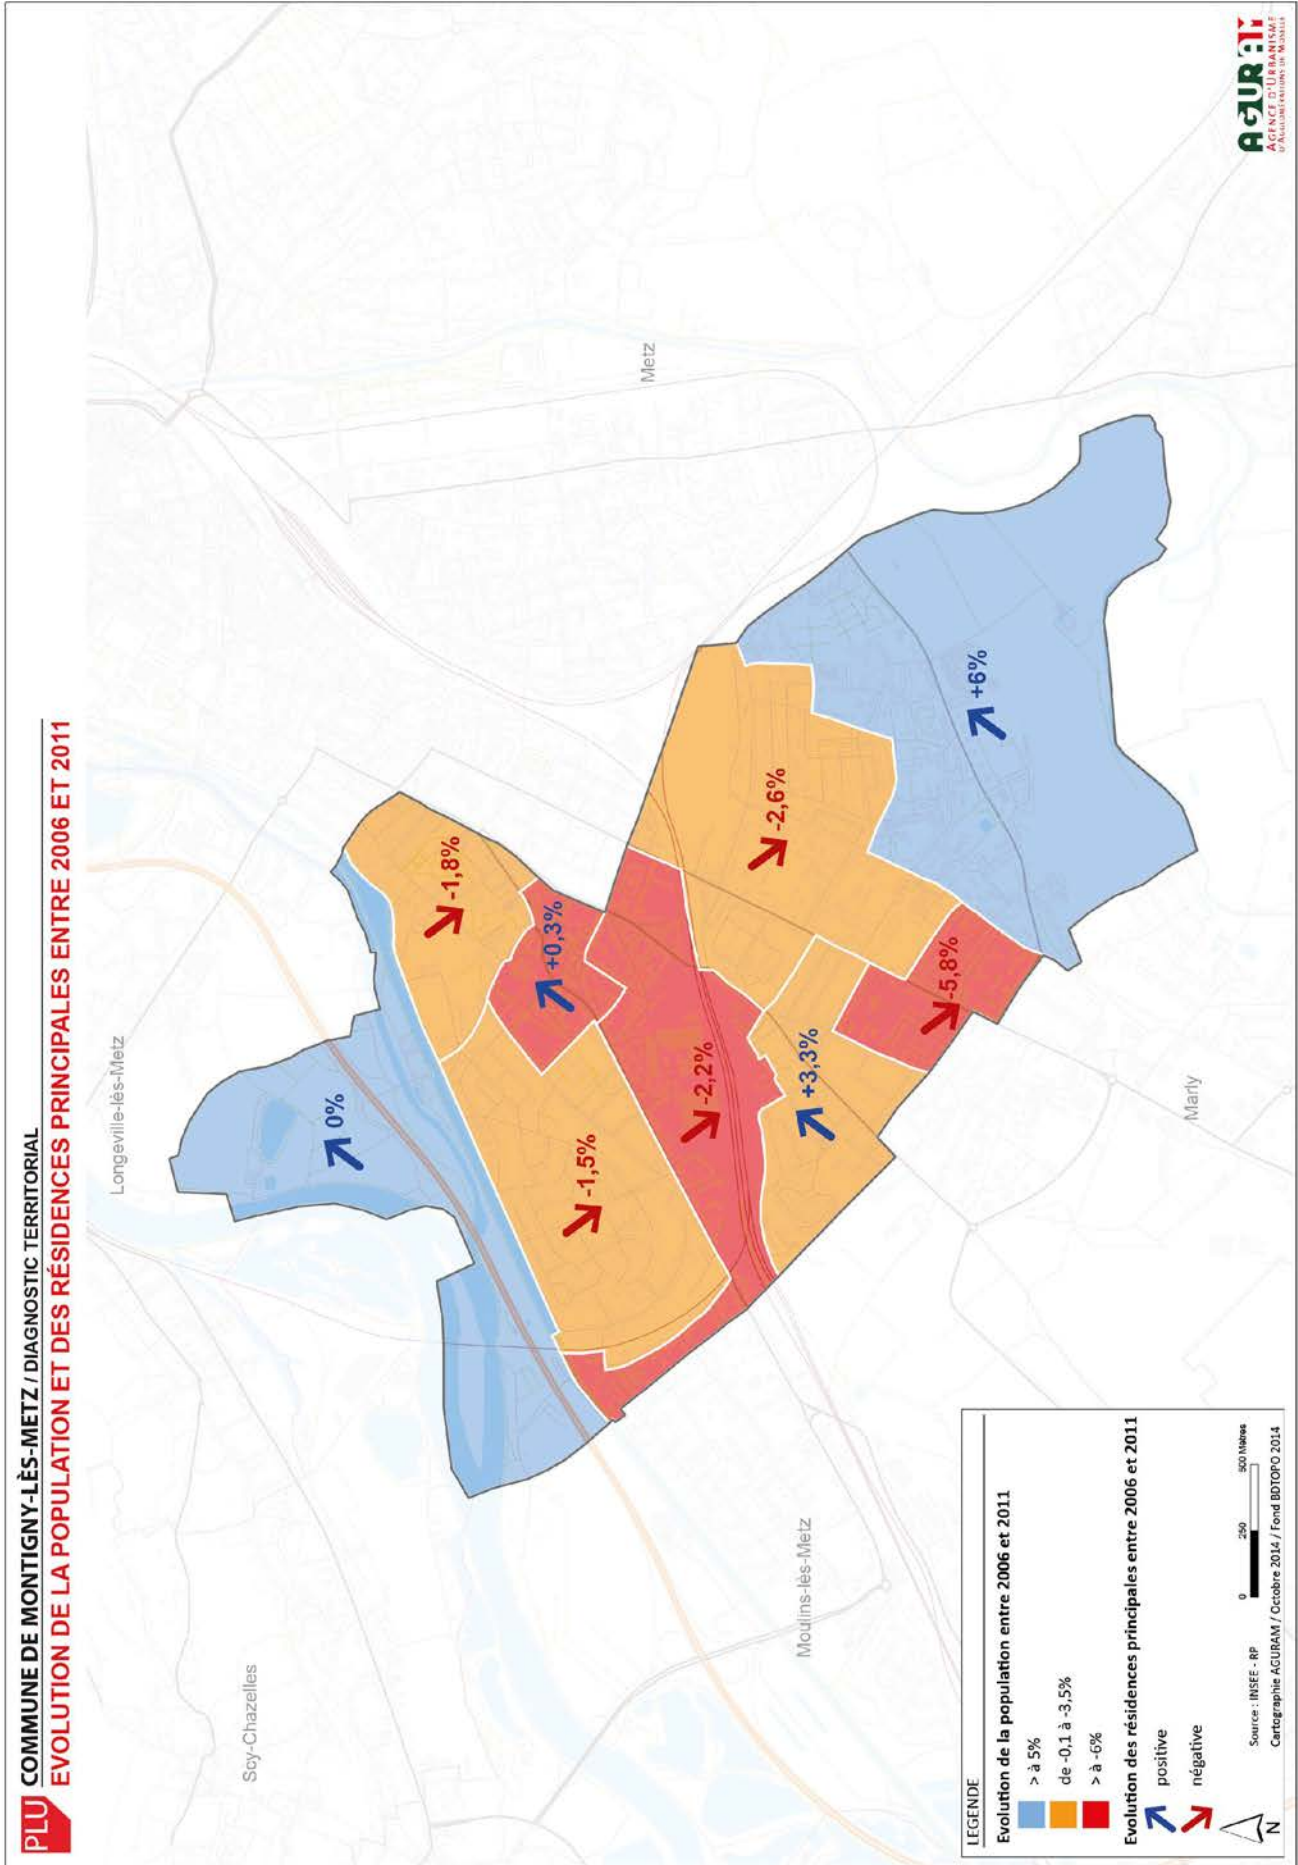 PLU COMMUNE DE MONTIGNY-LÈS-METZ / DIAGNOSTIC TERRITORIAL
EVOLUTION DE LA POPULATION ET DES RÉSIDENCES PRINCIPALES ENTRE 2006 ET 2011
Longeville-lès-Metz
Scy-Chazelles
Metz
Moulins-lès-Metz
Marly
0%
-1,8%
+0,3%
-1,5%
-2,2%
-2,6%
+3,3%
-5,8%
+6%
LEGENDE
Evolution de la population entre 2006 et 2011
> à 5%
de -0,1 à -3,5%
> à -6%
Evolution des résidences principales entre 2006 et 2011
positive
négative
N
0 250 500 Mètres
Source : INSEE - RP
Cartographie AGURAM / Octobre 2014 / Fond BDTOPO 2014
AGURAM
AGENCE D'URBANISME
D'AGGLOMÉRATIONS DE MOSELLE